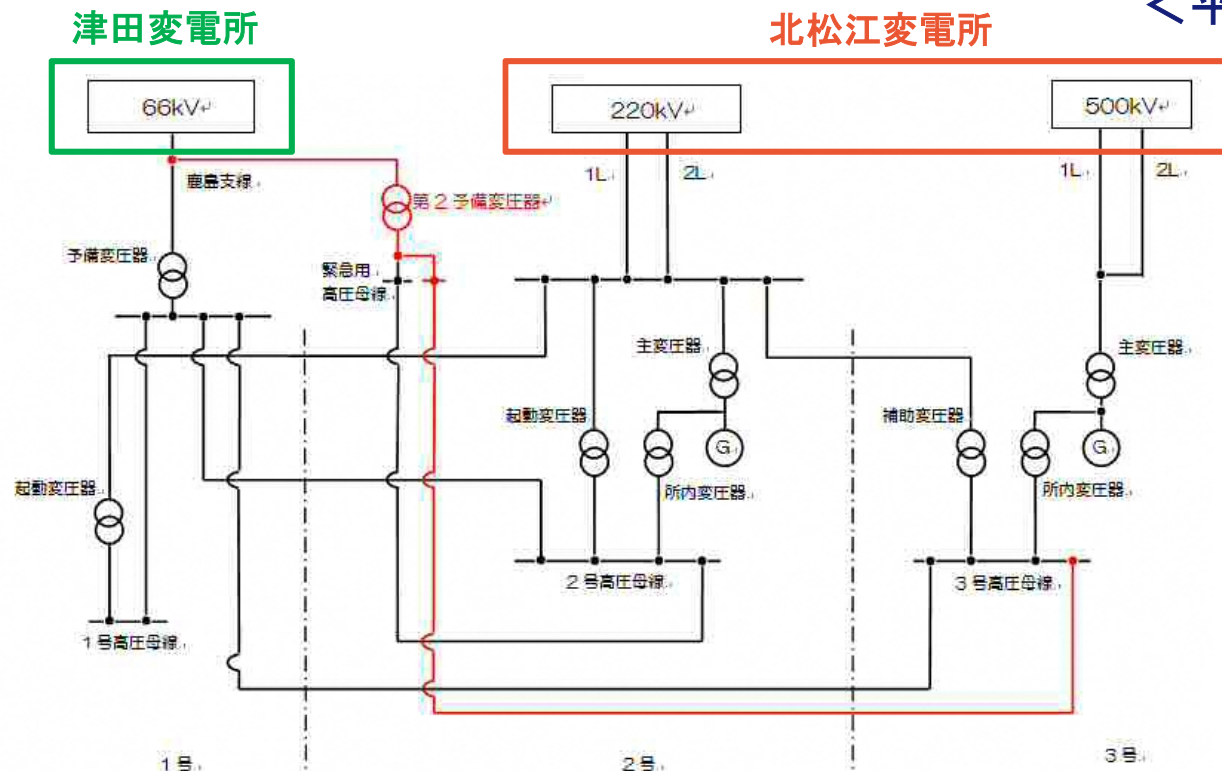 津田変電所
北松江変電所
66kV
220kV
500kV
1L
2L
1L
2L
鹿島支線
第2予備変圧器
予備変圧器
緊急用
高圧母線
主変圧器
主変圧器
起動変圧器
補助変圧器
G
G
所内変圧器
所内変圧器
起動変圧器
2号高圧母線
3号高圧母線
1号高圧母線
1号
2号
3号